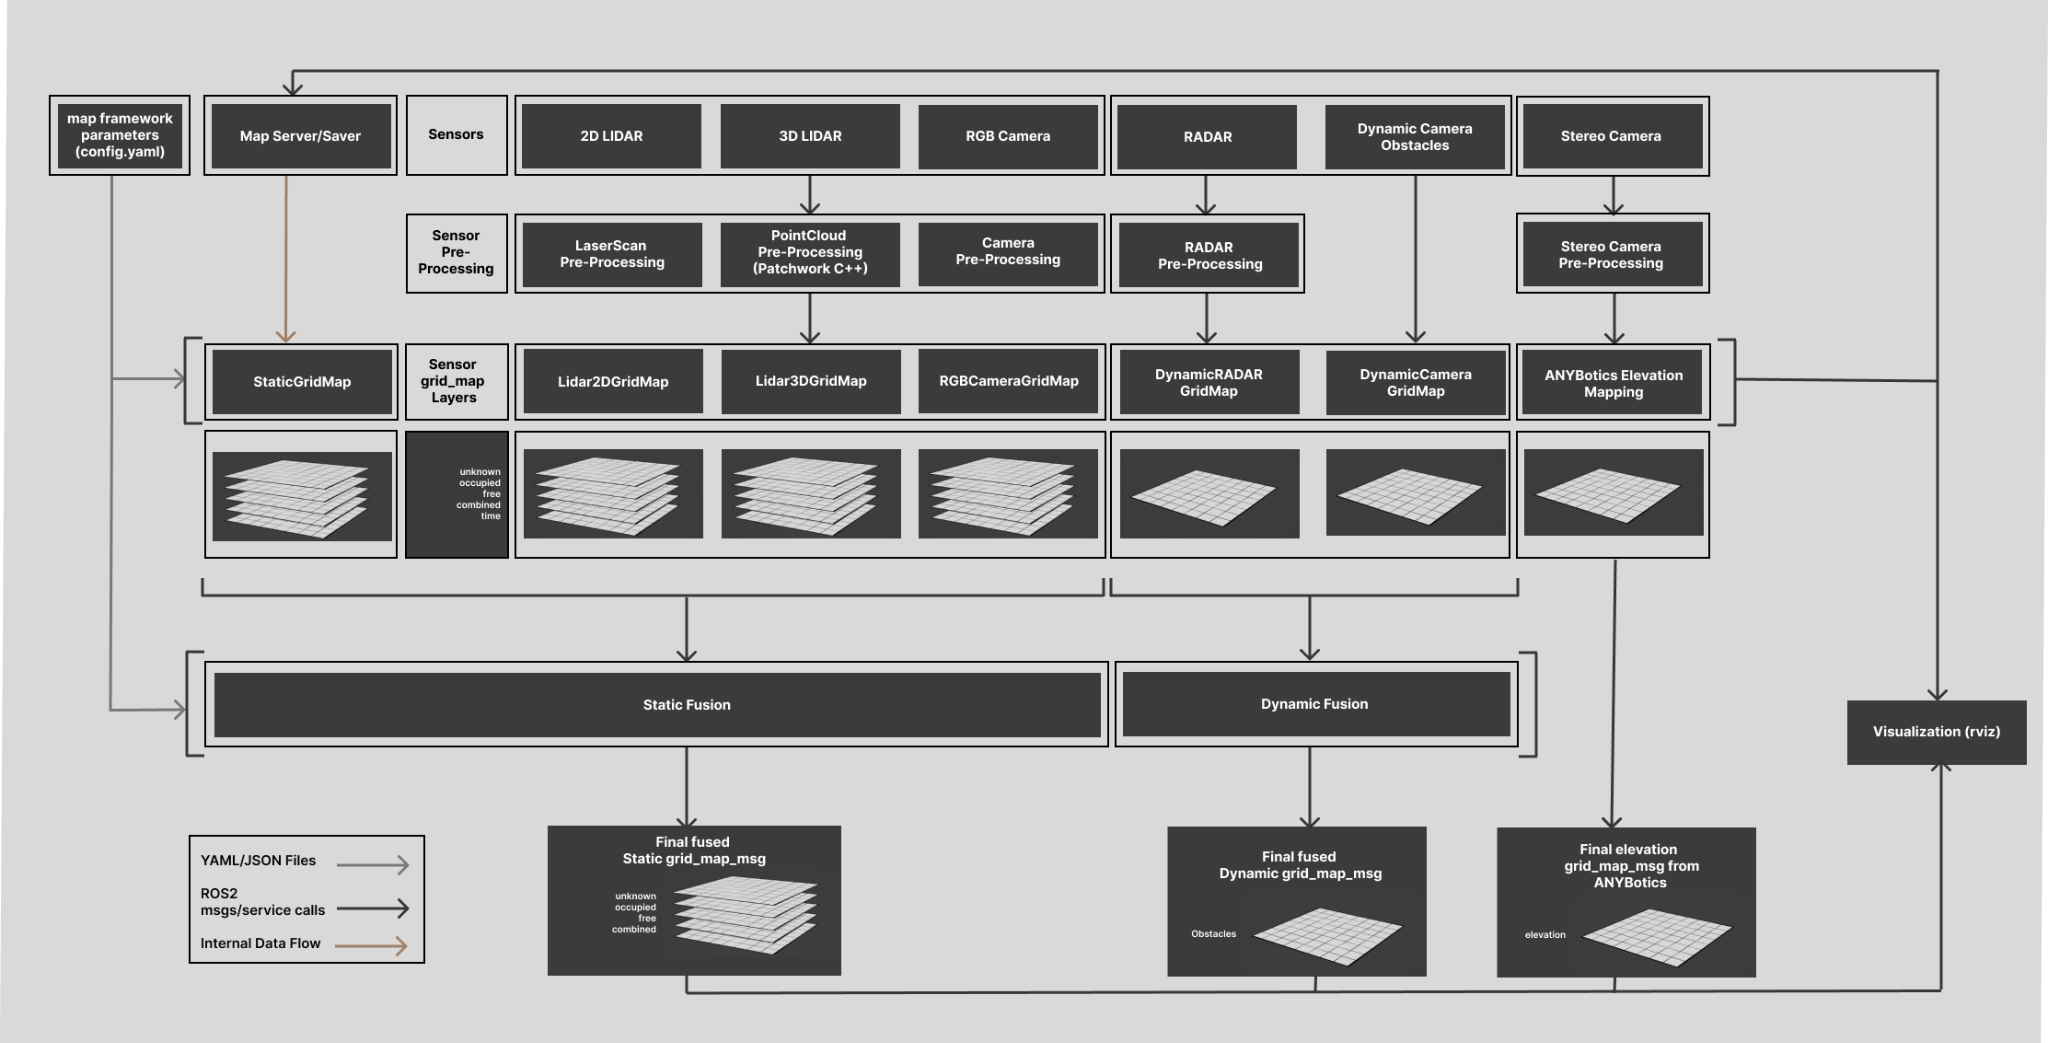 map framework
parameters
(config.yaml)
Map Server/Saver
Sensors
2D LIDAR
3D LIDAR
RGB Camera
RADAR
Dynamic Camera
Obstacles
Stereo Camera
Sensor
Pre-
Processing
LaserScan
Pre-Processing
PointCloud
Pre-Processing
(Patchwork C++)
Camera
Pre-Processing
RADAR
Pre-Processing
Stereo Camera
Pre-Processing
StaticGridMap
Sensor
grid_map
Layers
Lidar2DGridMap
Lidar3DGridMap
RGBCameraGridMap
DynamicRADAR
GridMap
DynamicCamera
GridMap
ANYBotics Elevation
Mapping
unknown
occupied
free
combined
time
Static Fusion
Dynamic Fusion
Visualization (rviz)
YAML/JSON Files
ROS2
msgs/service calls
Internal Data Flow
Final fused
Static grid_map_msg
unknown
occupied
free
combined
Final fused
Dynamic grid_map_msg
Obstacles
Final elevation
grid_map_msg from
ANYBotics
elevation